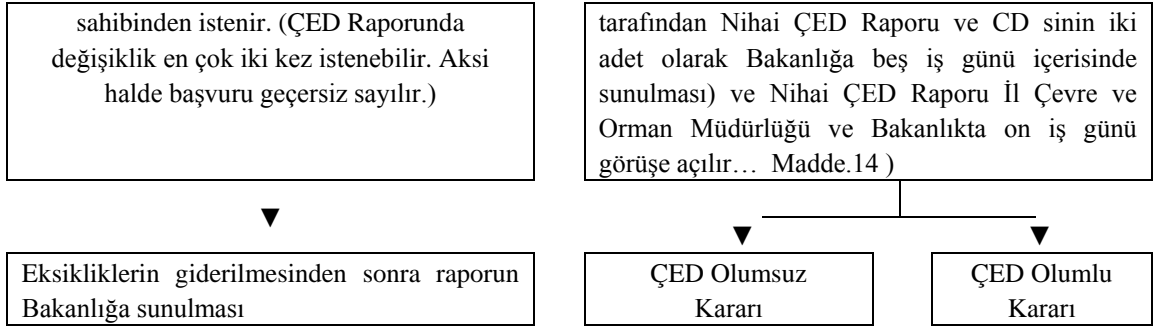 sahibinden istenir. (ÇED Raporunda
değişiklik en çok iki kez istenebilir. Aksi
halde başvuru geçersiz sayılır.)
tarafından Nihai ÇED Raporu ve CD sinin iki
adet olarak Bakanlığa beş iş günü içerisinde
sunulması) ve Nihai ÇED Raporu İl Çevre ve
Orman Müdürlüğü ve Bakanlıkta on iş günü
görüşe açılır… Madde.14 )
Eksikliklerin giderilmesinden sonra raporun
Bakanlığa sunulması
ÇED Olumsuz
Kararı
ÇED Olumlu
Kararı